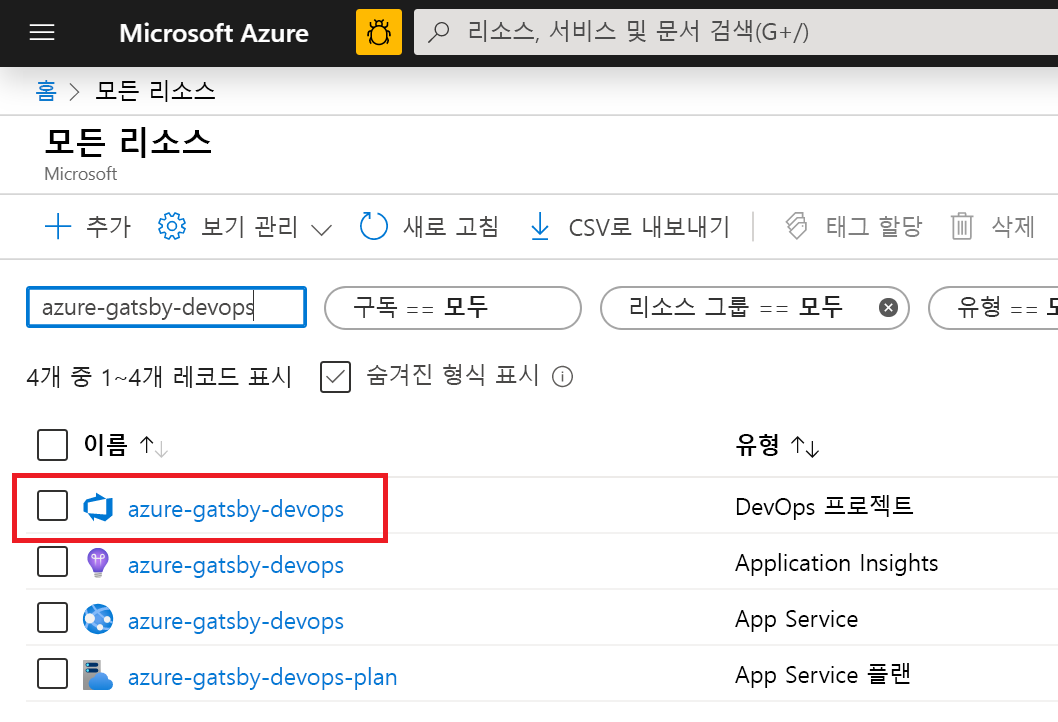 Microsoft Azure 리소스, 서비스 및 문서 검색(G+/)
홈 > 모든 리소스
모든 리소스
Microsoft
추가 보기 관리 새로 고침 CSV로 내보내기 태그 할당 삭제
azure-gatsby-devops 구독 == 모두 리소스 그룹 == 모두 유형 ==
4개 중 1~4개 레코드 표시 숨겨진 형식 표시
이름 ↑↓ 유형 ↑↓
azure-gatsby-devops DevOps 프로젝트
azure-gatsby-devops Application Insights
azure-gatsby-devops App Service
azure-gatsby-devops-plan App Service 플랜